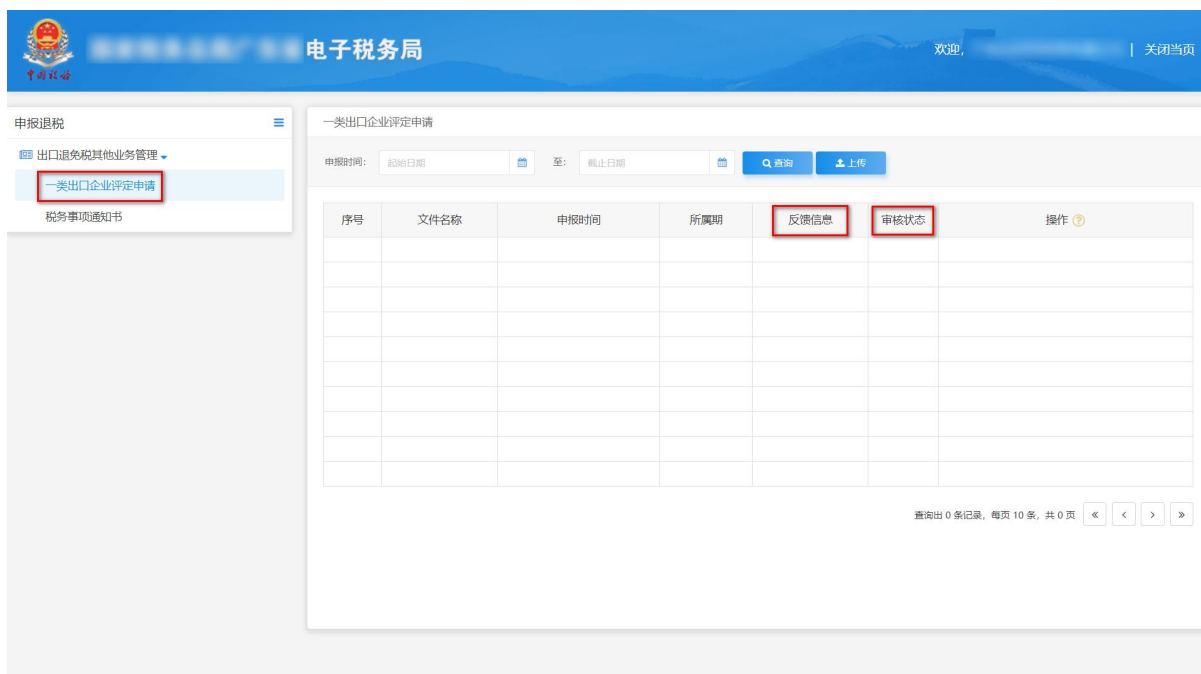 电子税务局
欢迎, | 关闭当页
中国税务
申报退税
出口退免税其他业务管理
一类出口企业评定申请
税务事项通知书
一类出口企业评定申请
申报时间: 起始日期 至: 截止日期 查询 上传
序号 文件名称 申报时间 所属期 反馈信息 审核状态 操作 ?
查询出 0 条记录, 每页 10 条, 共 0 页 « < > »